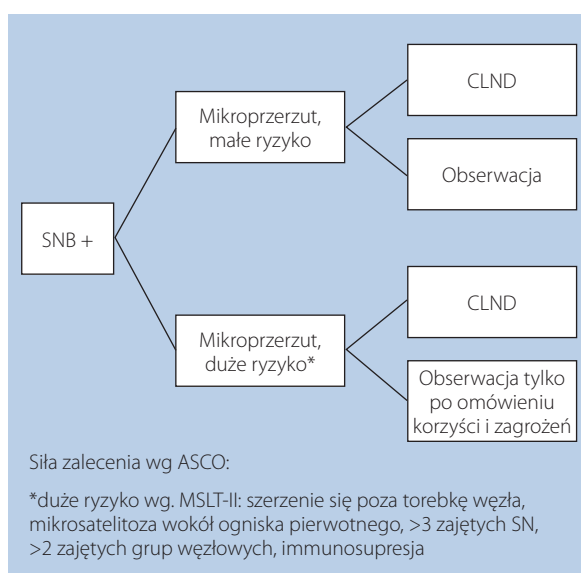 CLND
Mikroprzerzut,
małe ryzyko
Obserwacja
SNB +
CLND
Mikroprzerzut,
duże ryzyko*
Obserwacja tylko
po omówieniu
korzyści i zagrożeń
Siła zalecenia wg ASCO:
*duże ryzyko wg. MSLT-II: szerzenie się poza torebkę węzła,
mikrosatelitoza wokół ogniska pierwotnego, >3 zajętych SN,
>2 zajętych grup węzłowych, immunosupresja